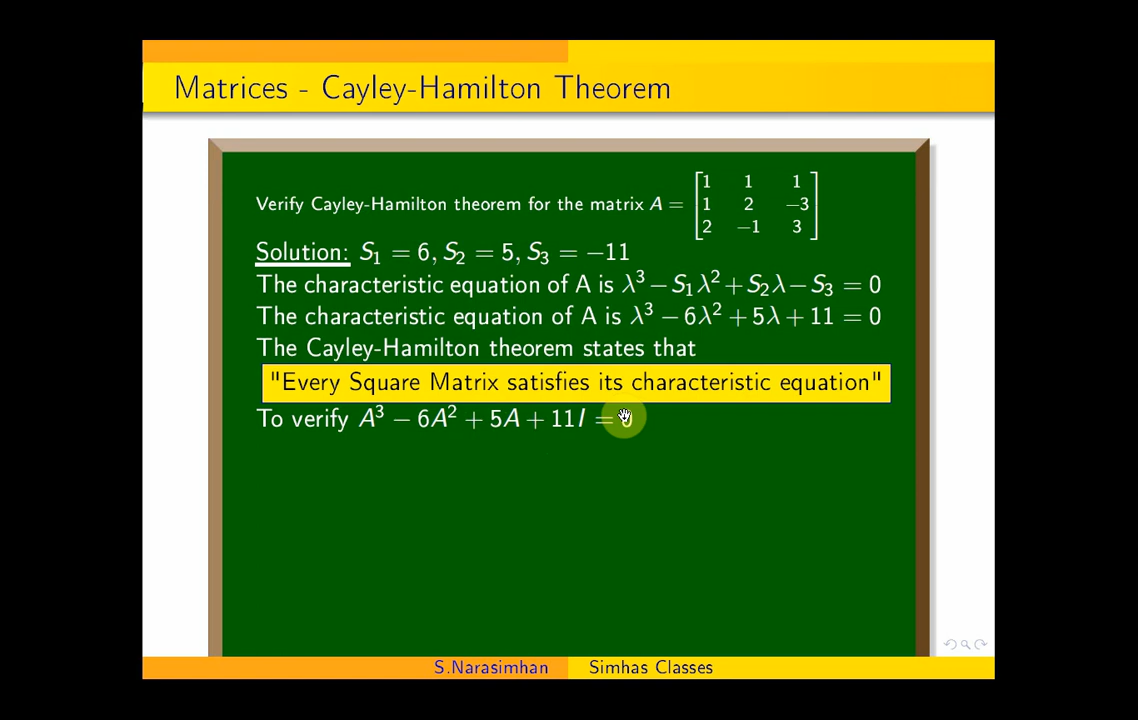 Matrices - Cayley-Hamilton Theorem
Verify Cayley-Hamilton theorem for the matrix A = [1 1 1
1 2 −3
2 −1 3]
Solution: S₁ = 6, S₂ = 5, S₃ = −11
The characteristic equation of A is λ³ − S₁λ² + S₂λ − S₃ = 0
The characteristic equation of A is λ³ − 6λ² + 5λ + 11 = 0
The Cayley-Hamilton theorem states that
"Every Square Matrix satisfies its characteristic equation"
To verify A³ − 6A² + 5A + 11I = 0
S.Narasimhan Simhas Classes